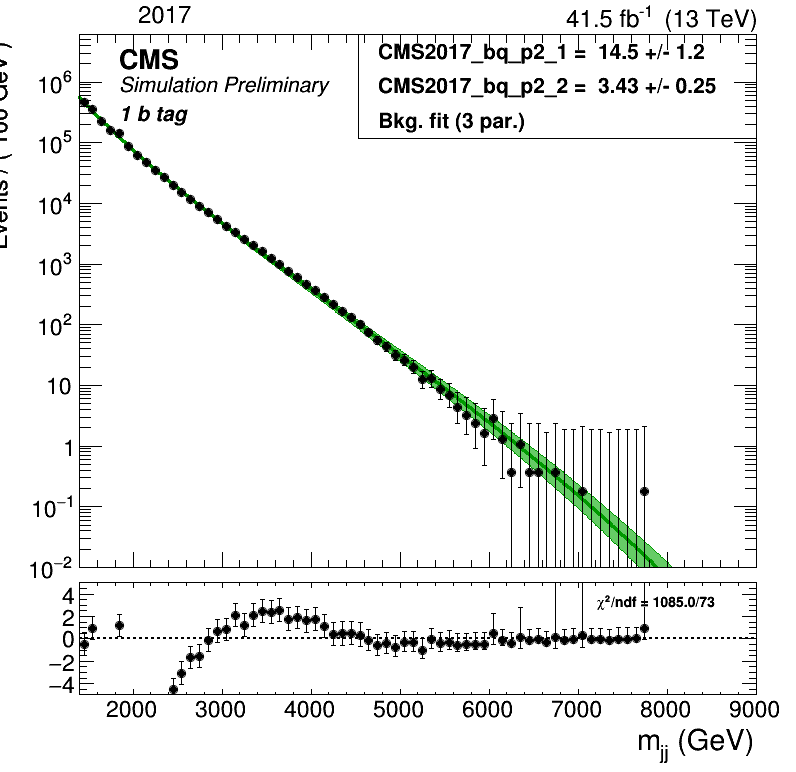 2017
41.5 fb⁻¹ (13 TeV)
CMS
Simulation Preliminary
1 b tag
CMS2017_bq_p2_1 = 14.5 +/- 1.2
CMS2017_bq_p2_2 = 3.43 +/- 0.25
Bkg. fit (3 par.)
Events / ( 100 GeV )
10⁶
10⁵
10⁴
10³
10²
10
1
10⁻¹
10⁻²
χ²/ndf = 1085.0/73
4
2
0
−2
−4
2000 3000 4000 5000 6000 7000 8000 9000
mjj (GeV)